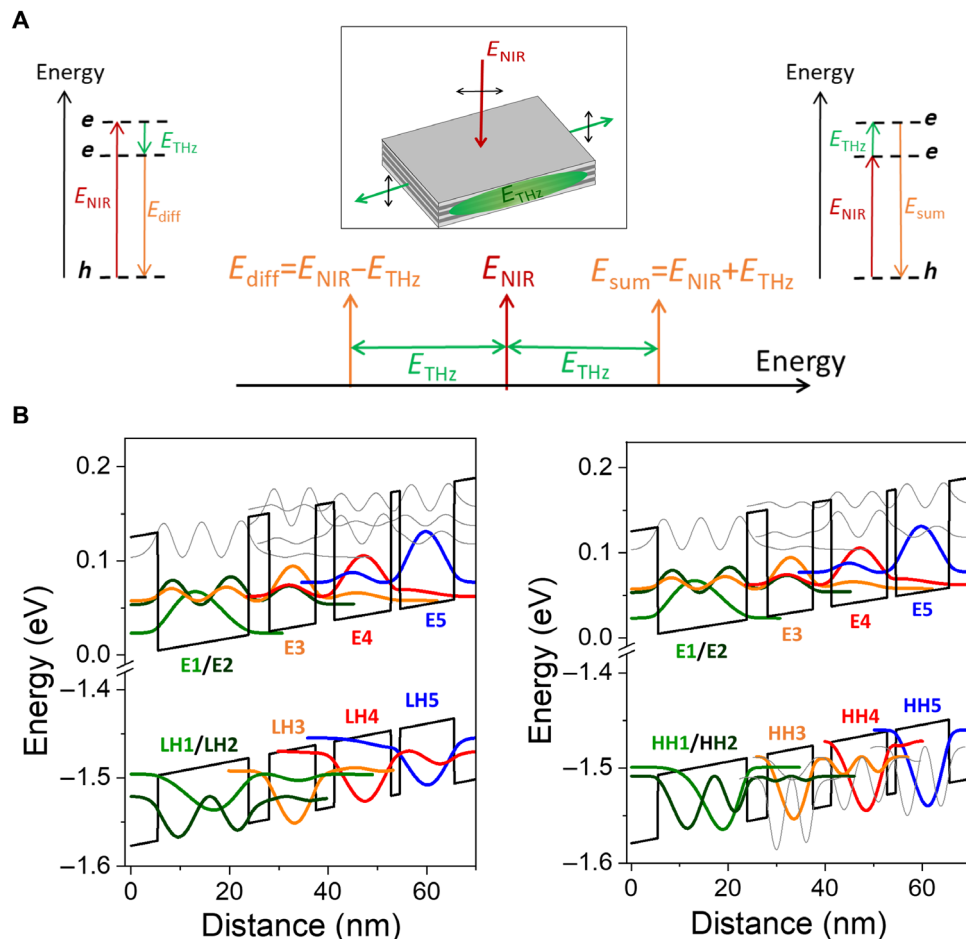 A
Energy
e
e
h
E_NIR
E_THz
E_diff
E_NIR
E_THz
Energy
e
e
h
E_THz
E_NIR
E_sum
E_diff=E_NIR−E_THz
E_NIR
E_sum=E_NIR+E_THz
E_THz
E_THz
Energy
B
Energy (eV)
0.2
0.1
0.0
−1.4
−1.5
−1.6
E1/E2
E3
E4
E5
LH1/LH2
LH3
LH4
LH5
0
20
40
60
Distance (nm)
Energy (eV)
0.2
0.1
0.0
−1.4
−1.5
−1.6
E1/E2
E3
E4
E5
HH1/HH2
HH3
HH4
HH5
0
20
40
60
Distance (nm)